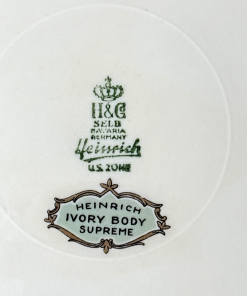 H&C
SELB
BAVARIA
GERMANY
Heinrich
U.S. ZONE
HEINRICH
IVORY BODY
SUPREME